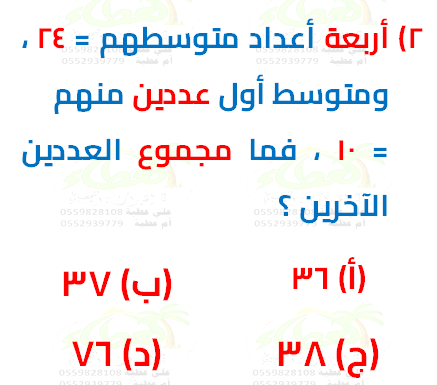 ٢) أربعة أعداد متوسطهم = ٢٤ ،
ومتوسط أول عددين منهم
= ١٠ ، فما مجموع العددين
الآخرين ؟
(أ) ٣٦
(ب) ٣٧
(ج) ٣٨
(د) ٧٦
علي عطية 0559828108
ام عطية 0552939779